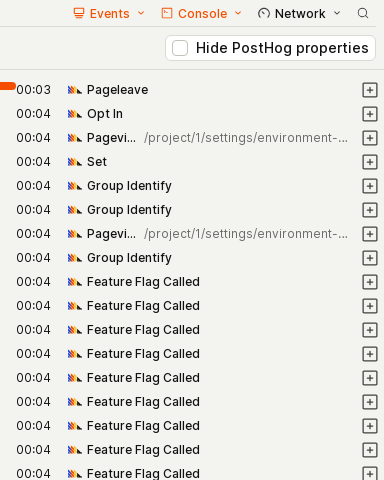 Events Console Network
Hide PostHog properties
00:03 Pageleave
00:04 Opt In
00:04 Pagevi... /project/1/settings/environment-...
00:04 Set
00:04 Group Identify
00:04 Group Identify
00:04 Pagevi... /project/1/settings/environment-...
00:04 Group Identify
00:04 Feature Flag Called
00:04 Feature Flag Called
00:04 Feature Flag Called
00:04 Feature Flag Called
00:04 Feature Flag Called
00:04 Feature Flag Called
00:04 Feature Flag Called
00:04 Feature Flag Called
00:04 Feature Flag Called